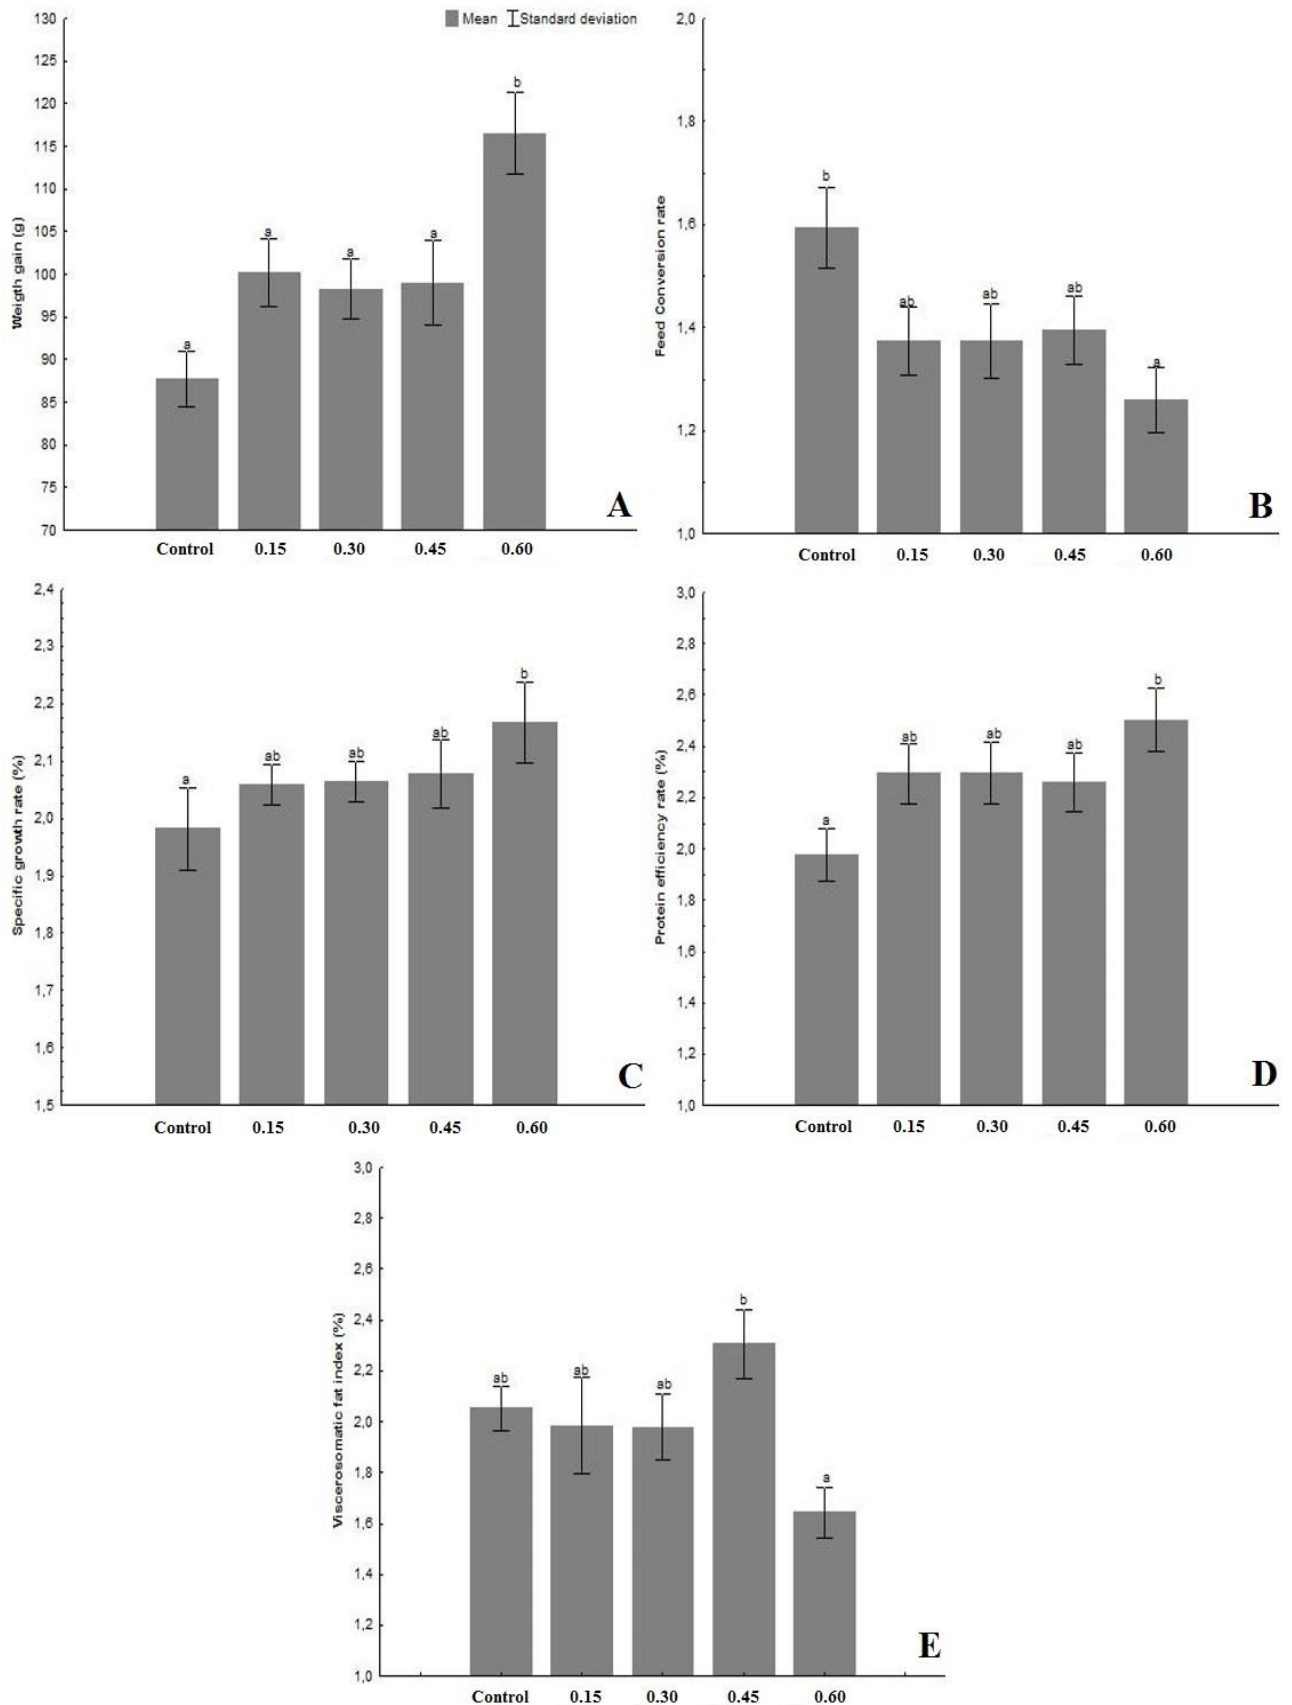 Mean Standard deviation
130
125
120
115
110
105
100
95
90
85
80
75
70
Weigth gain (g)
a
a
a
a
b
A
Control 0.15 0.30 0.45 0.60
2,0
1,8
1,6
1,4
1,2
1,0
Feed Conversion rate
b
ab
ab
ab
a
B
Control 0.15 0.30 0.45 0.60
2,4
2,3
2,2
2,1
2,0
1,9
1,8
1,7
1,6
1,5
Specific growth rate (%)
a
ab
ab
ab
b
C
Control 0.15 0.30 0.45 0.60
3,0
2,8
2,6
2,4
2,2
2,0
1,8
1,6
1,4
1,2
1,0
Protein efficiency rate (%)
a
ab
ab
ab
b
D
Control 0.15 0.30 0.45 0.60
3,0
2,8
2,6
2,4
2,2
2,0
1,8
1,6
1,4
1,2
1,0
Viscerosomatic fat index (%)
ab
ab
ab
b
a
E
Control 0.15 0.30 0.45 0.60